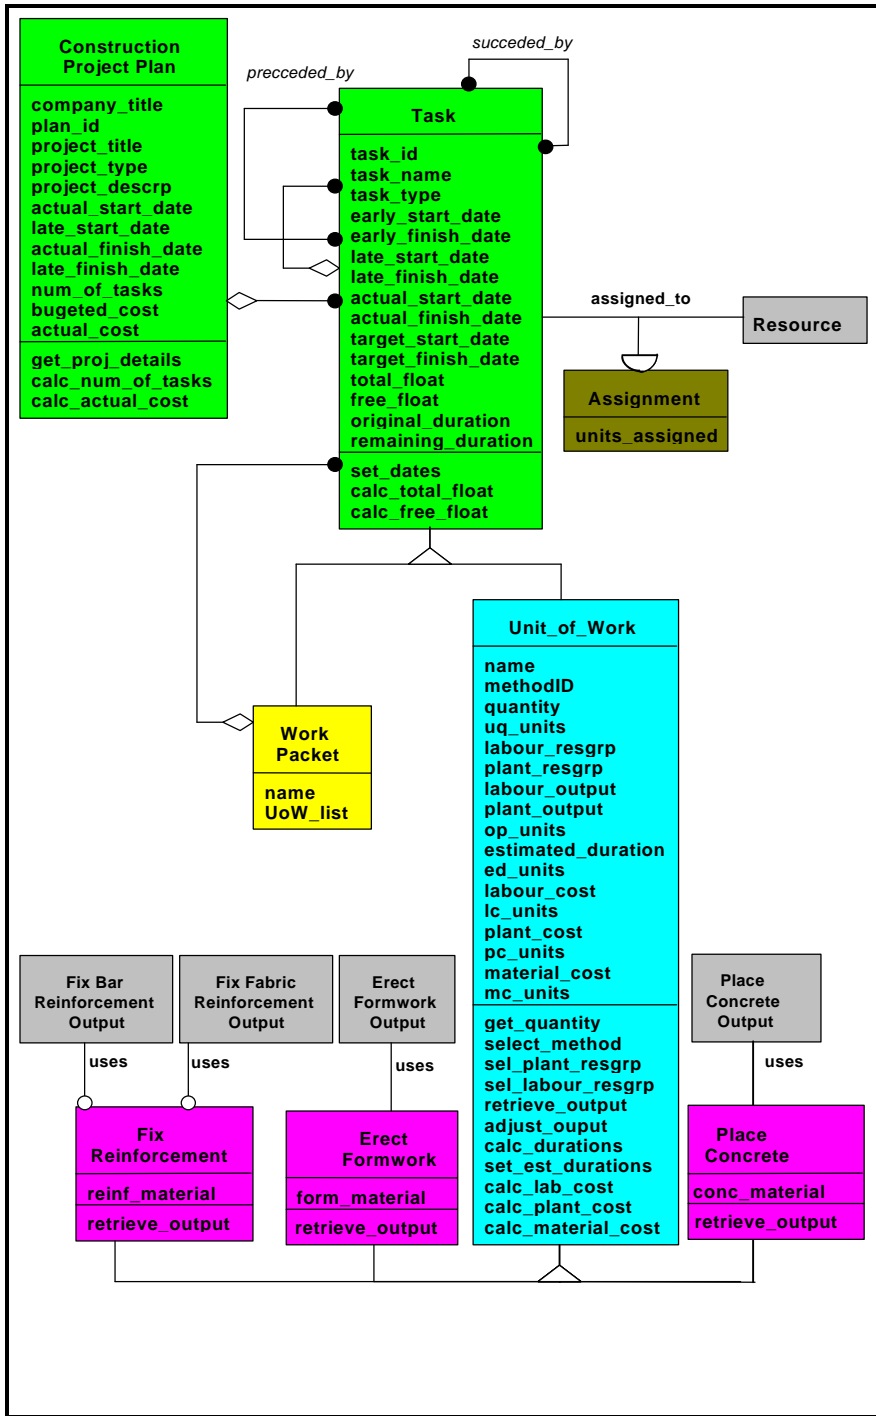 Construction
Project Plan
company_title
plan_id
project_title
project_type
project_descrp
actual_start_date
late_start_date
actual_finish_date
late_finish_date
num_of_tasks
bugeted_cost
actual_cost
get_proj_details
calc_num_of_tasks
calc_actual_cost
precceded_by
succeded_by
Task
task_id
task_name
task_type
early_start_date
early_finish_date
late_start_date
late_finish_date
actual_start_date
actual_finish_date
target_start_date
target_finish_date
total_float
free_float
original_duration
remaining_duration
set_dates
calc_total_float
calc_free_float
assigned_to
Resource
Assignment
units_assigned
Work
Packet
name
UoW_list
Unit_of_Work
name
methodID
quantity
uq_units
labour_resgrp
plant_resgrp
labour_output
plant_output
op_units
estimated_duration
ed_units
labour_cost
lc_units
plant_cost
pc_units
material_cost
mc_units
get_quantity
select_method
sel_plant_resgrp
sel_labour_resgrp
retrieve_output
adjust_ouput
calc_durations
set_est_durations
calc_lab_cost
calc_plant_cost
calc_material_cost
Fix Bar
Reinforcement
Output
Fix Fabric
Reinforcement
Output
Erect
Formwork
Output
Place
Concrete
Output
uses
uses
uses
uses
Fix
Reinforcement
reinf_material
retrieve_output
Erect
Formwork
form_material
retrieve_output
Place
Concrete
conc_material
retrieve_output